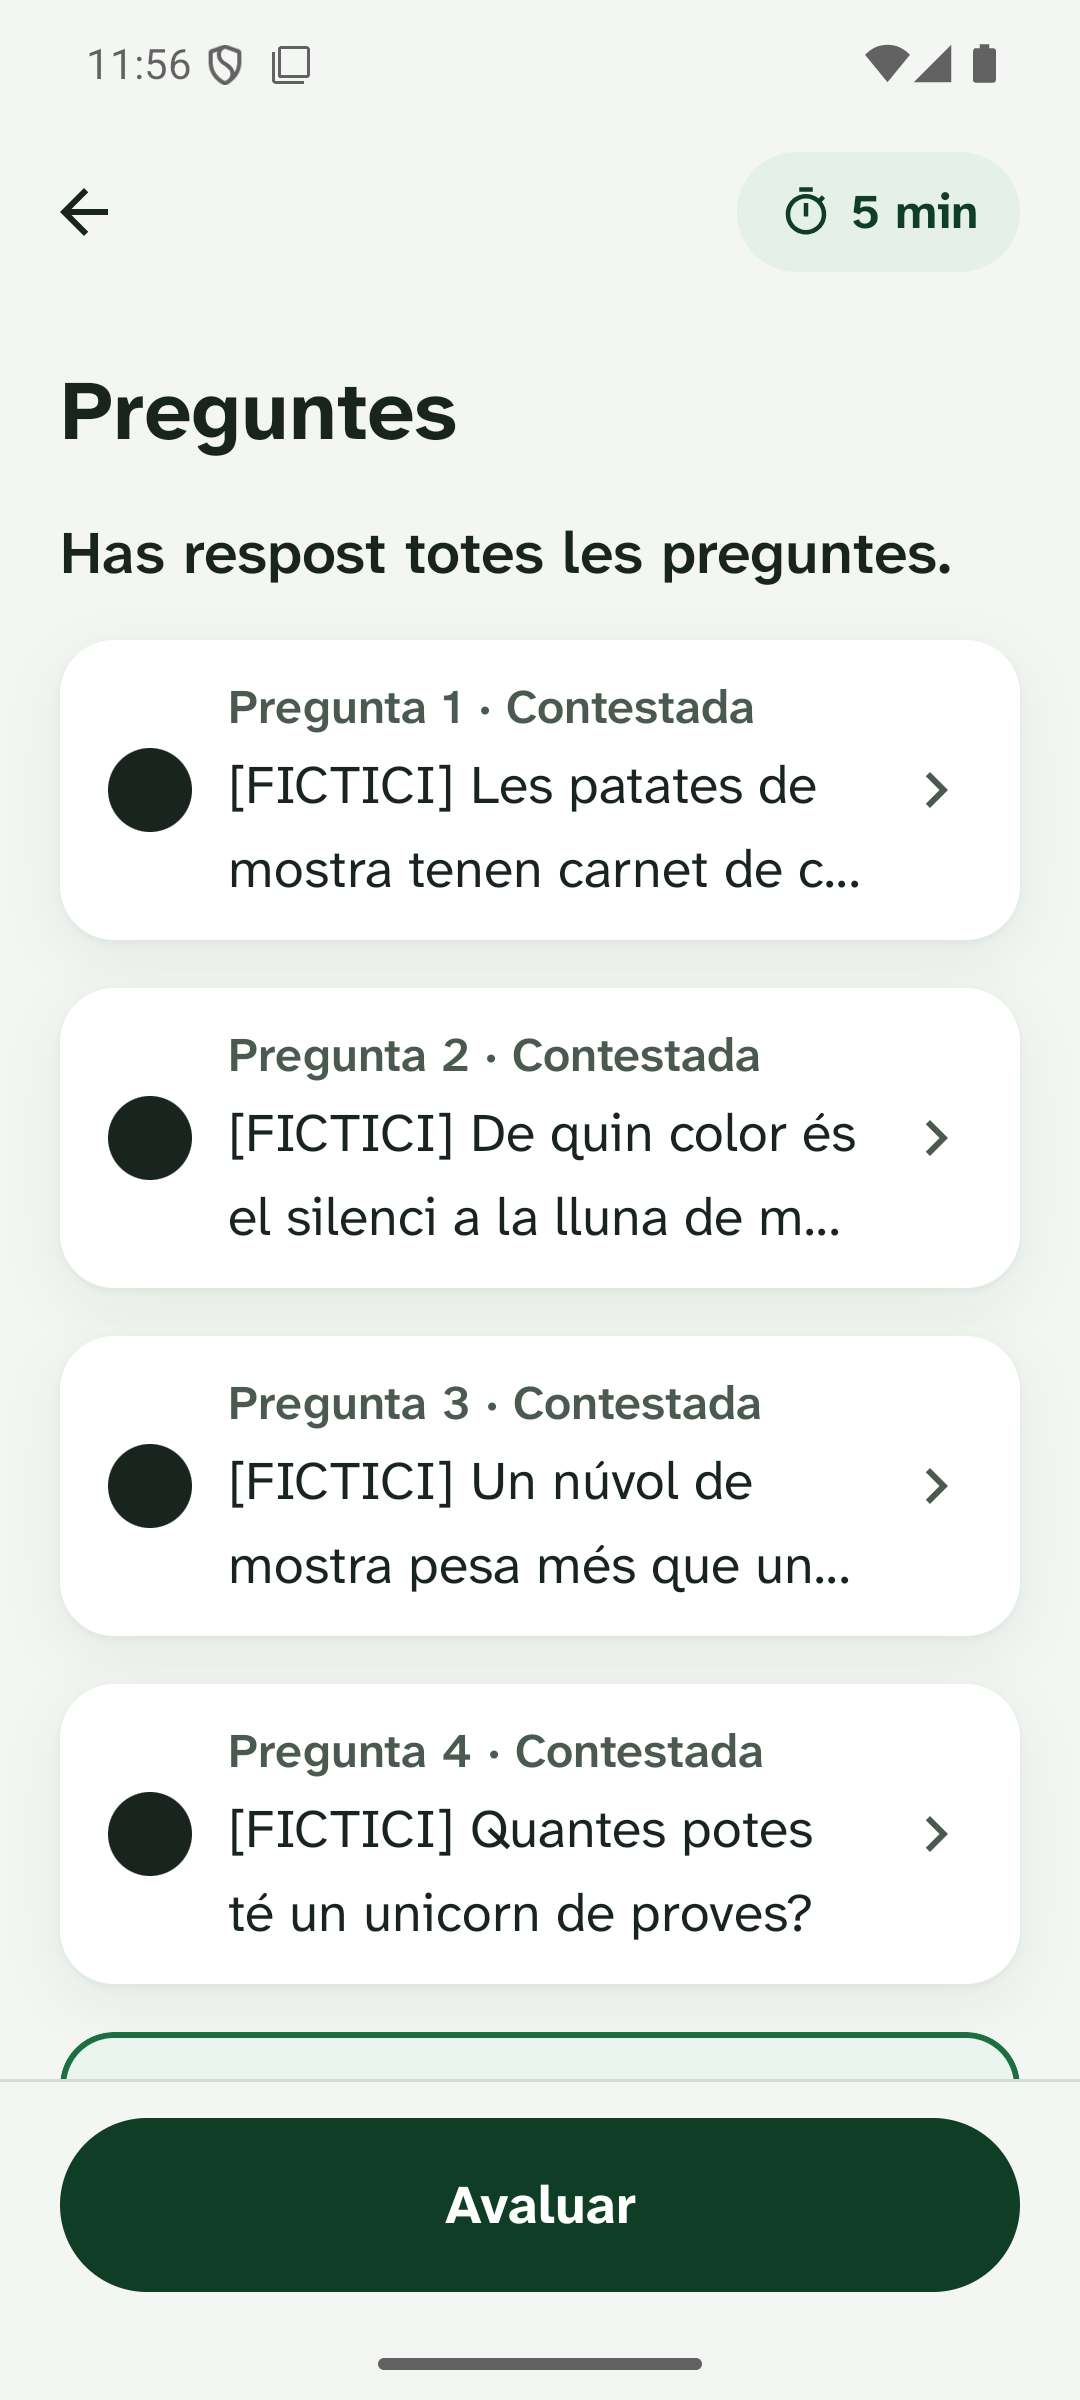 11:56
5 min
Preguntes
Has respost totes les preguntes.
Pregunta 1 · Contestada
[FICTICI] Les patates de
mostra tenen carnet de c...
Pregunta 2 · Contestada
[FICTICI] De quin color és
el silenci a la lluna de m...
Pregunta 3 · Contestada
[FICTICI] Un núvol de
mostra pesa més que un...
Pregunta 4 · Contestada
[FICTICI] Quantes potes
té un unicorn de proves?
Avaluar